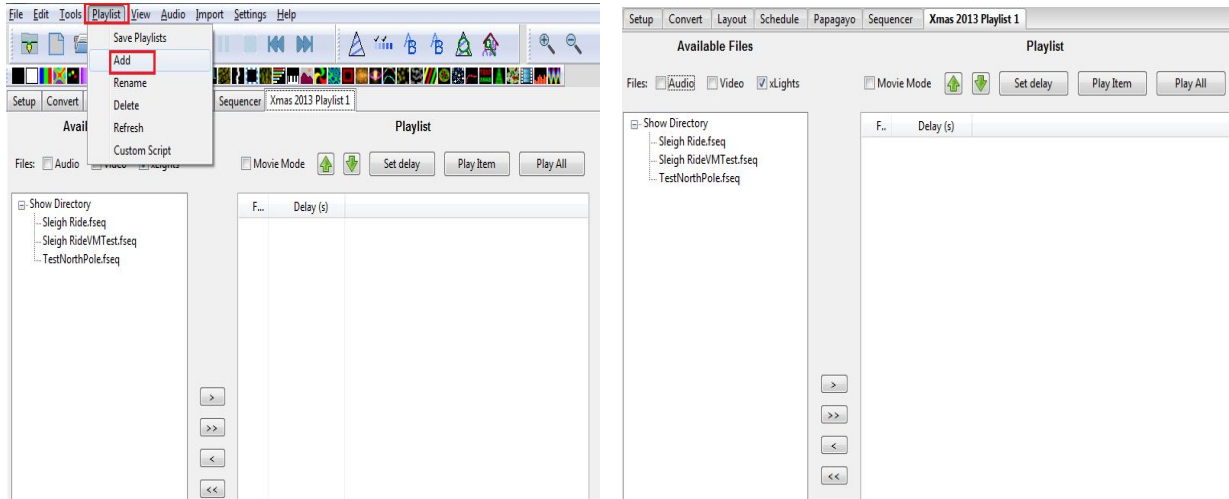 File Edit Tools Playlist View Audio Import Settings Help
Save Playlists
Add
Rename
Delete
Refresh
Custom Script
Setup Convert Sequencer Xmas 2013 Playlist 1
Avail Playlist
Files: Audio Movie Mode Set delay Play Item Play All
Show Directory
Sleigh Ride.fseq
Sleigh RideVMTest.fseq
TestNorthPole.fseq
F... Delay (s)
>
>>
<
<<
Setup Convert Layout Schedule Papagayo Sequencer Xmas 2013 Playlist 1
Available Files Playlist
Files: Audio Video xLights Movie Mode Set delay Play Item Play All
Show Directory
Sleigh Ride.fseq
Sleigh RideVMTest.fseq
TestNorthPole.fseq
F.. Delay (s)
>
>>
<
<<